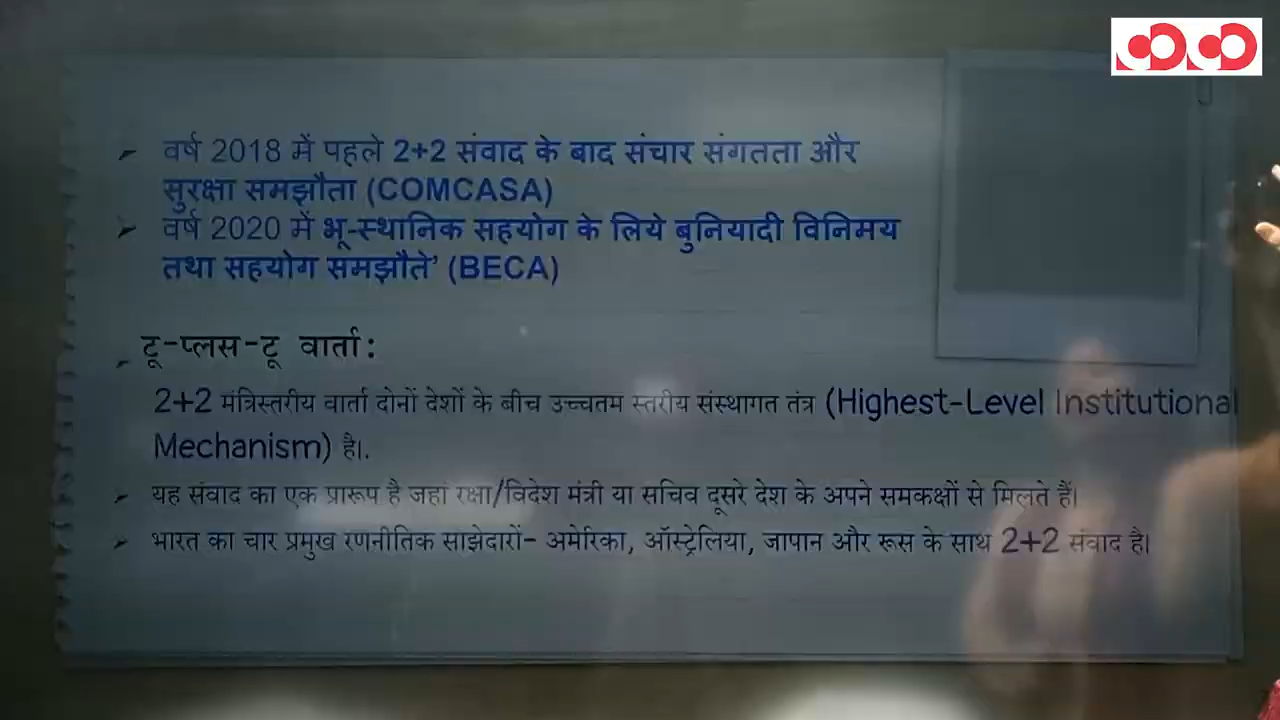 वर्ष 2018 में पहले 2+2 संवाद के बाद संचार संगतता और
सुरक्षा समझौता (COMCASA)
वर्ष 2020 में भू-स्थानिक सहयोग के लिये बुनियादी विनिमय
तथा सहयोग समझौते’ (BECA)
टू-प्लस-टू वार्ता:
2+2 मंत्रिस्तरीय वार्ता दोनों देशों के बीच उच्चतम स्तरीय संस्थागत तंत्र (Highest-Level Institutional
Mechanism) है।.
यह संवाद का एक प्रारूप है जहां रक्षा/विदेश मंत्री या सचिव दूसरे देश के अपने समकक्षों से मिलते हैं।
भारत का चार प्रमुख रणनीतिक साझेदारों- अमेरिका, ऑस्ट्रेलिया, जापान और रूस के साथ 2+2 संवाद है।